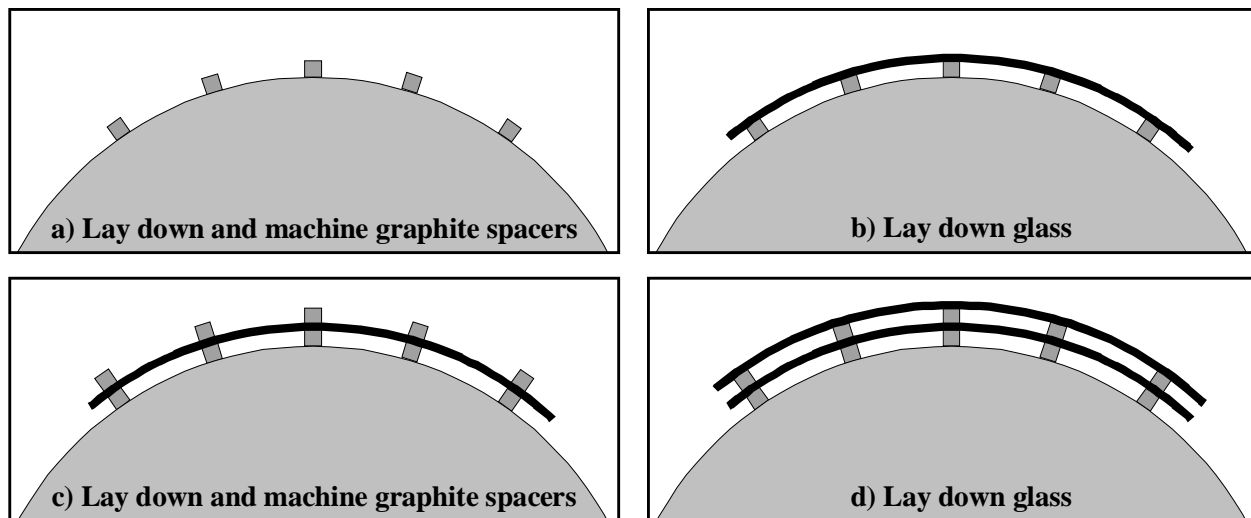 a) Lay down and machine graphite spacers
b) Lay down glass
c) Lay down and machine graphite spacers
d) Lay down glass